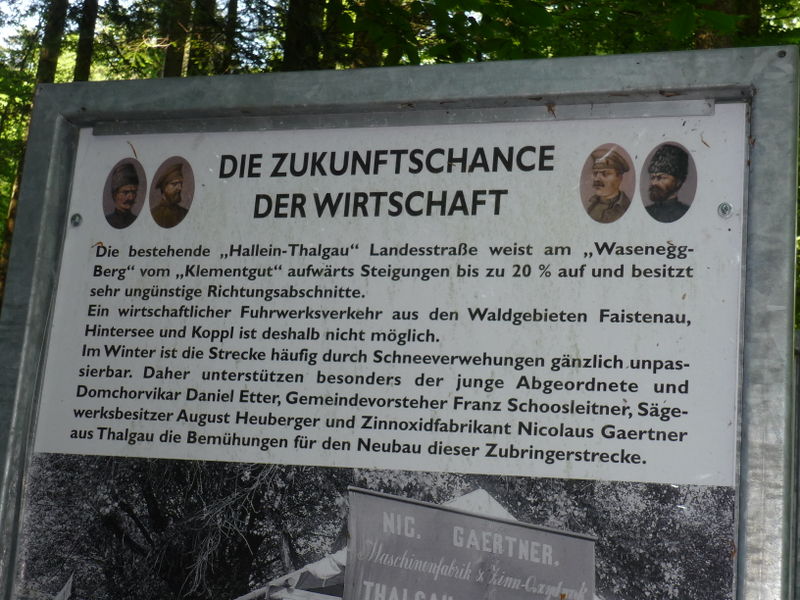 DIE ZUKUNFTSCHANCE
DER WIRTSCHAFT
Die bestehende „Hallein-Thalgau“ Landesstraße weist am „Wasenegg-
Berg“ vom „Klementgut“ aufwärts Steigungen bis zu 20 % auf und besitzt
sehr ungünstige Richtungsabschnitte.
Ein wirtschaftlicher Fuhrwerksverkehr aus den Waldgebieten Faistenau,
Hintersee und Koppl ist deshalb nicht möglich.
Im Winter ist die Strecke häufig durch Schneeverwehungen gänzlich unpas-
sierbar. Daher unterstützen besonders der junge Abgeordnete und
Domchorvikar Daniel Etter, Gemeindevorsteher Franz Schoosleitner, Säge-
werksbesitzer August Heuberger und Zinnoxidfabrikant Nicolaus Gaertner
aus Thalgau die Bemühungen für den Neubau dieser Zubringerstrecke.
NIC. GAERTNER.
Maschinenfabrik & Zinn-Oxydwerk
THALGAU